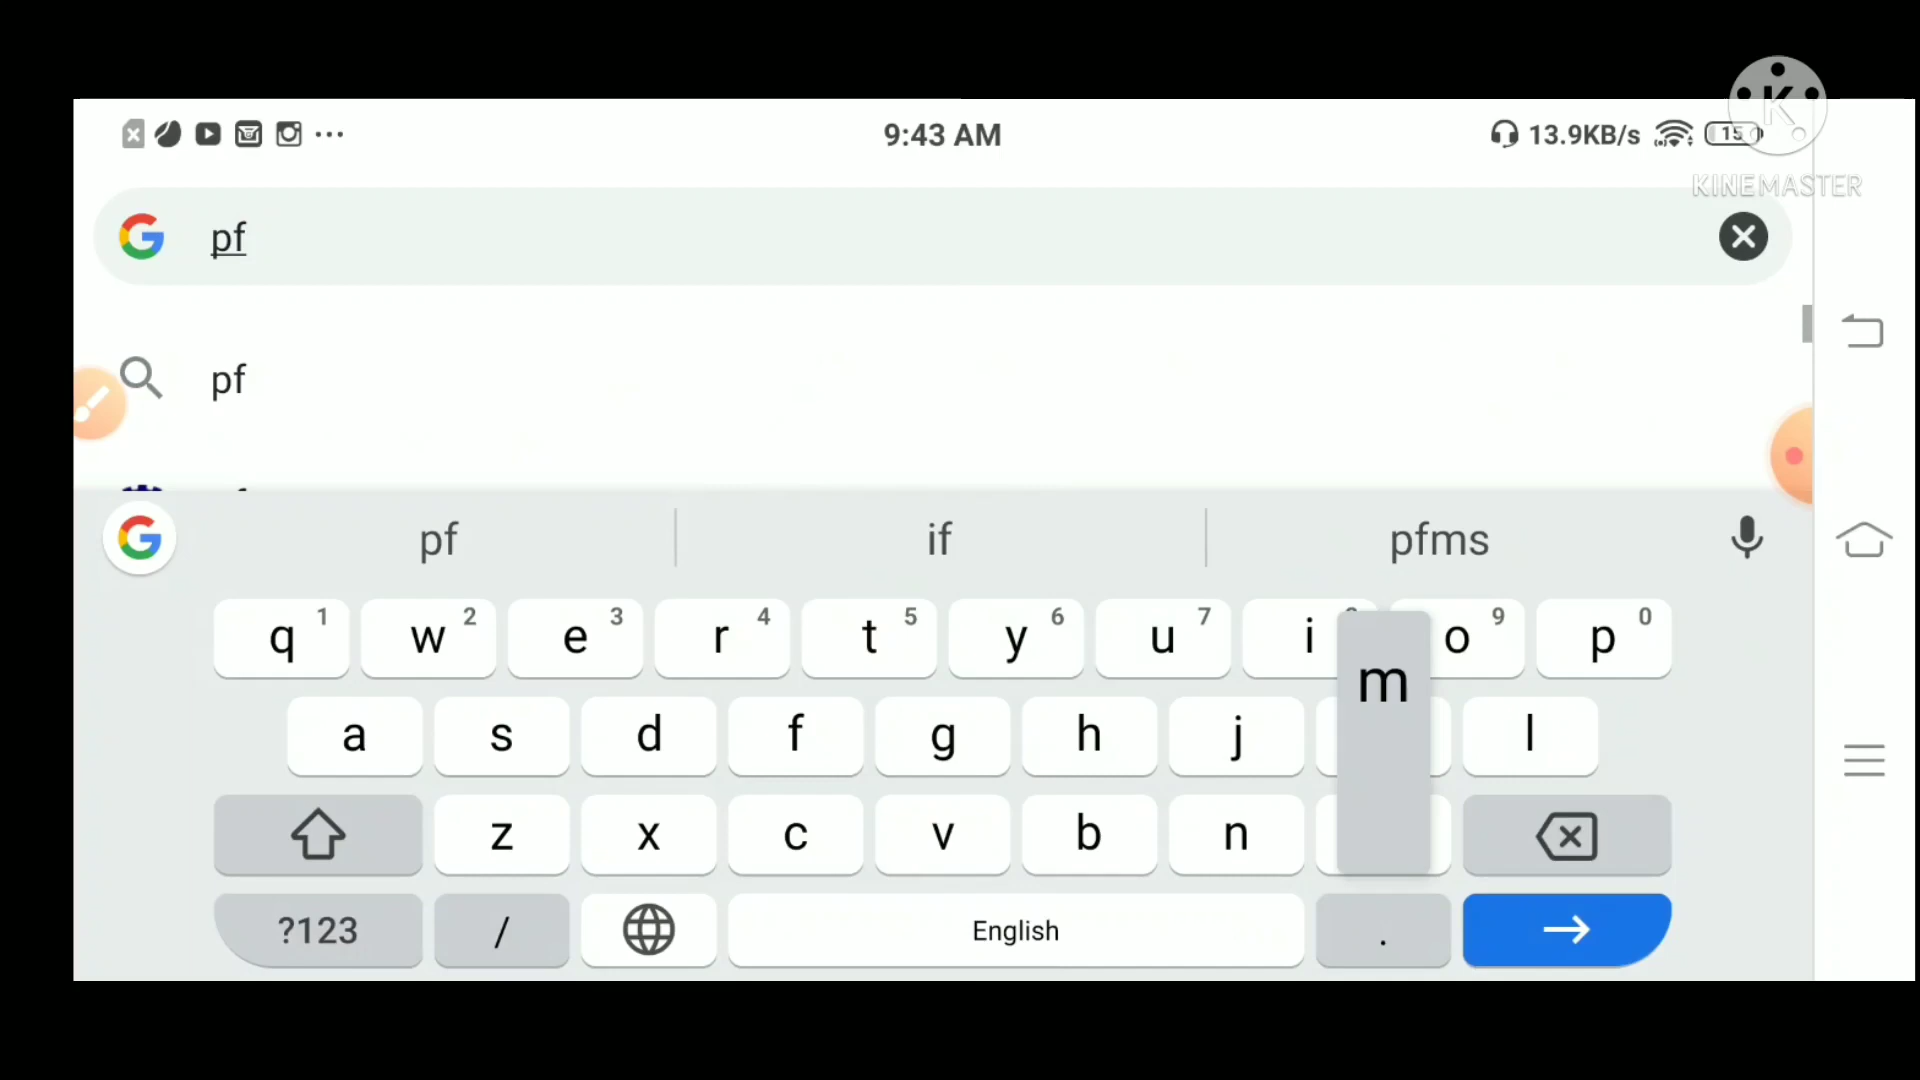 9:43 AM
13.9KB/s
15
K
KINEMASTER
G pf
pf
G pf if pfms
q 1 w 2 e 3 r 4 t 5 y 6 u 7 i o 9 p 0
m
a s d f g h j l
z x c v b n
?123 / English .